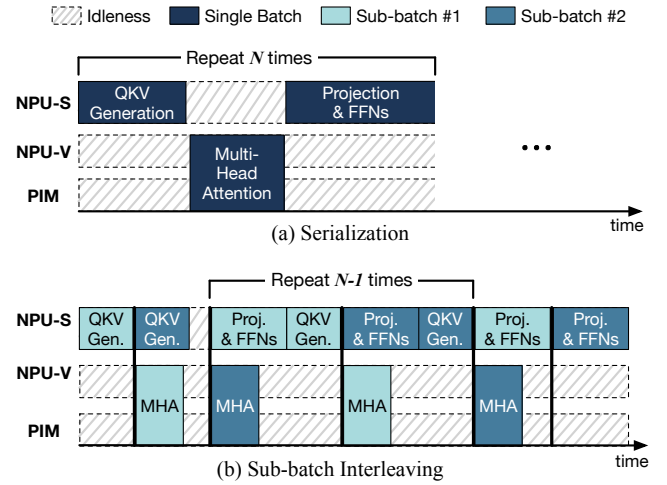 Idleness Single Batch Sub-batch #1 Sub-batch #2
Repeat N times
NPU-S
QKV
Generation
Projection
& FFNs
NPU-V
PIM
Multi-
Head
Attention
...
time
(a) Serialization
Repeat N-1 times
NPU-S
QKV
Gen.
QKV
Gen.
Proj.
& FFNs
QKV
Gen.
Proj.
& FFNs
QKV
Gen.
Proj.
& FFNs
Proj.
& FFNs
NPU-V
PIM
MHA
MHA
MHA
MHA
time
(b) Sub-batch Interleaving